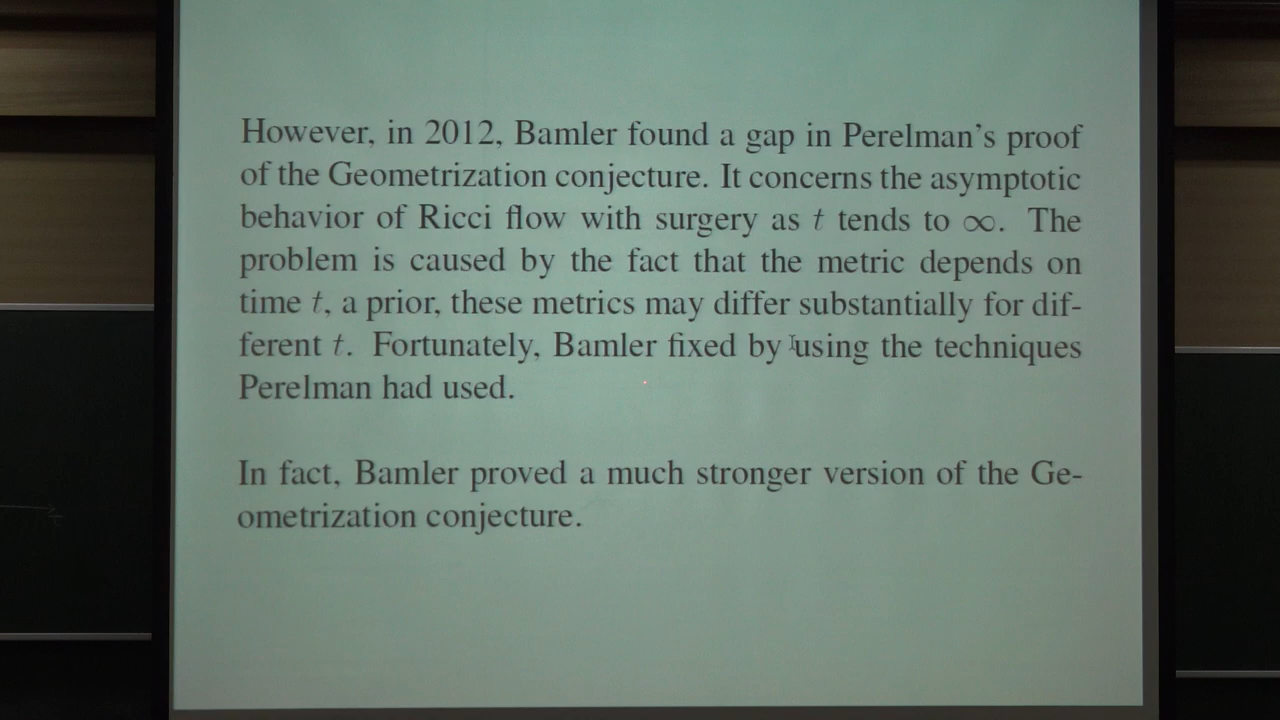 However, in 2012, Bamler found a gap in Perelman's proof
of the Geometrization conjecture. It concerns the asymptotic
behavior of Ricci flow with surgery as t tends to ∞. The
problem is caused by the fact that the metric depends on
time t, a prior, these metrics may differ substantially for dif-
ferent t. Fortunately, Bamler fixed by using the techniques
Perelman had used.
In fact, Bamler proved a much stronger version of the Ge-
ometrization conjecture.